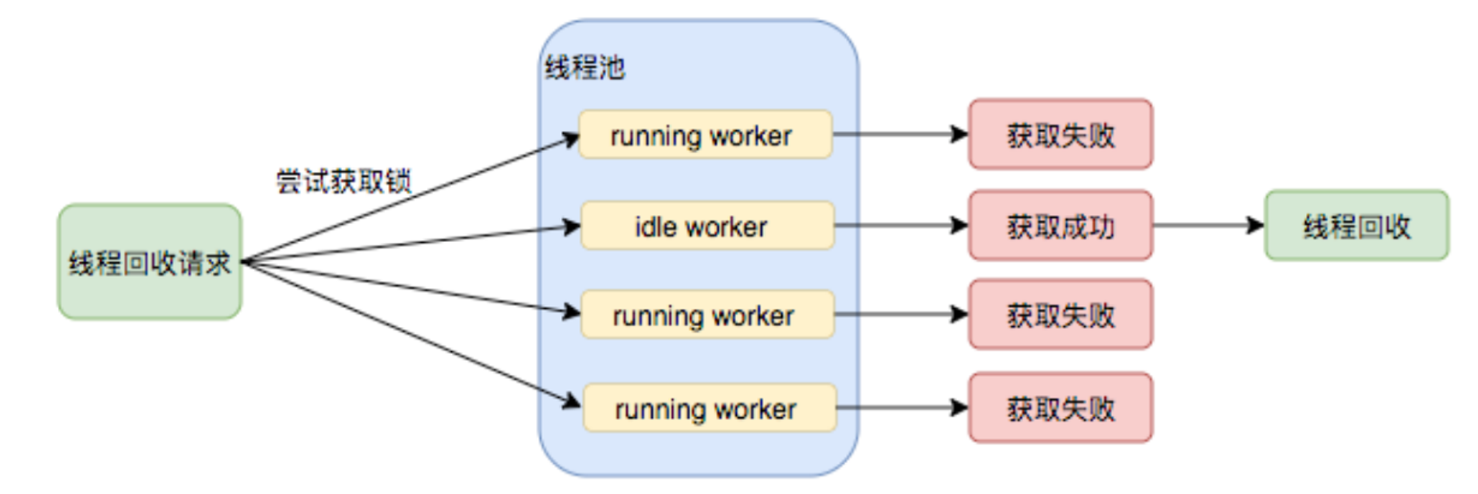 线程池
running worker
获取失败
尝试获取锁
idle worker
获取成功
线程回收
线程回收请求
running worker
获取失败
running worker
获取失败